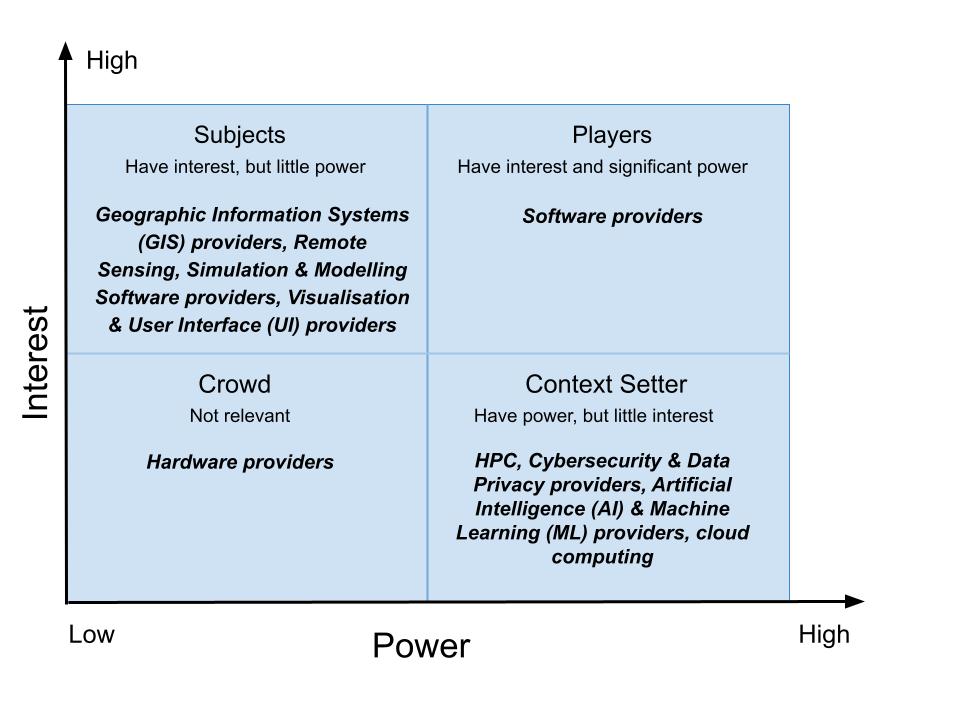 High
Subjects
Have interest, but little power
Geographic Information Systems
(GIS) providers, Remote
Sensing, Simulation & Modelling
Software providers, Visualisation
& User Interface (UI) providers
Players
Have interest and significant power
Software providers
Interest
Crowd
Not relevant
Hardware providers
Context Setter
Have power, but little interest
HPC, Cybersecurity & Data
Privacy providers, Artificial
Intelligence (AI) & Machine
Learning (ML) providers, cloud
computing
Low
Power
High